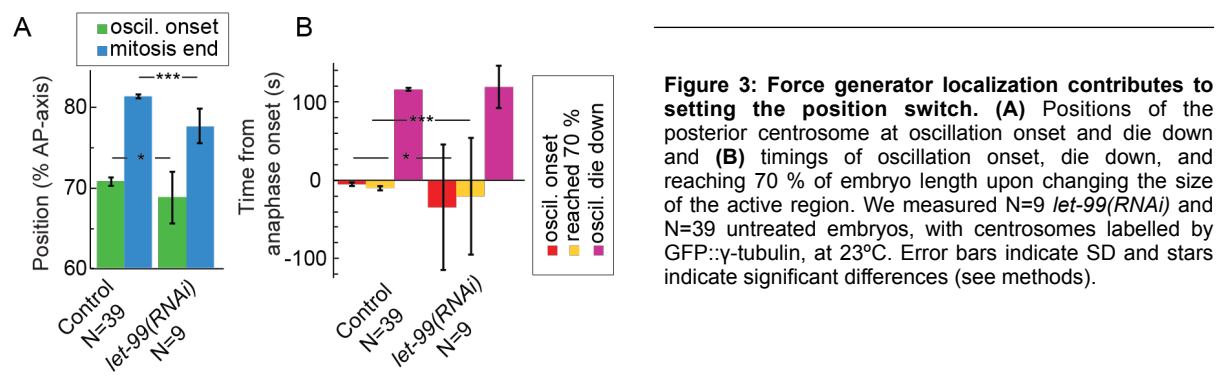 A
oscil. onset
mitosis end
Position (% AP-axis)
80
70
60
***
*
Control
N=39
let-99(RNAi)
N=9
B
Time from
anaphase onset (s)
100
0
-100
***
*
Control
N=39
let-99(RNAi)
N=9
oscil. onset
reached 70 %
oscil. die down
Figure 3: Force generator localization contributes to
setting the position switch. (A) Positions of the
posterior centrosome at oscillation onset and die down
and (B) timings of oscillation onset, die down, and
reaching 70 % of embryo length upon changing the size
of the active region. We measured N=9 let-99(RNAi) and
N=39 untreated embryos, with centrosomes labelled by
GFP::γ-tubulin, at 23ºC. Error bars indicate SD and stars
indicate significant differences (see methods).